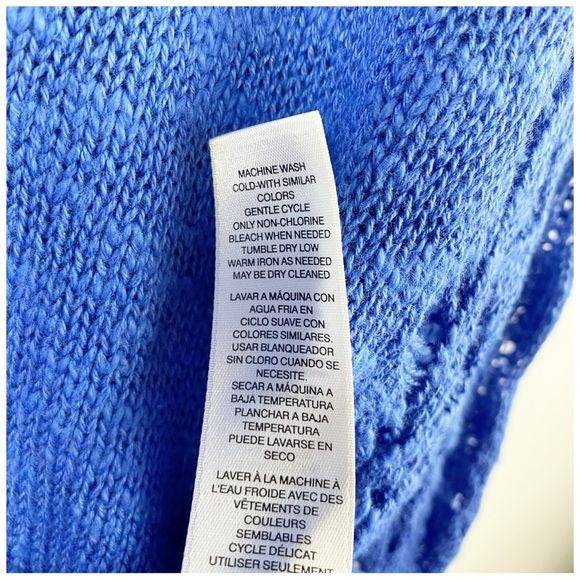 MACHINE WASH
COLD-WITH SIMILAR
COLORS
GENTLE CYCLE
ONLY NON-CHLORINE
BLEACH WHEN NEEDED
TUMBLE DRY LOW
WARM IRON AS NEEDED
MAY BE DRY CLEANED
LAVAR A MÁQUINA CON
AGUA FRIA EN
CICLO SUAVE CON
COLORES SIMILARES.
USAR BLANQUEADOR
SIN CLORO CUANDO SE
NECESITE.
SECAR A MÁQUINA A
BAJA TEMPERATURA
PLANCHAR A BAJA
TEMPERATURA
PUEDE LAVARSE EN
SECO
LAVER À LA MACHINE À
L'EAU FROIDE AVEC DES
VÊTEMENTS DE
COULEURS
SEMBLABLES
CYCLE DÉLICAT
UTILISER SEULEMENT